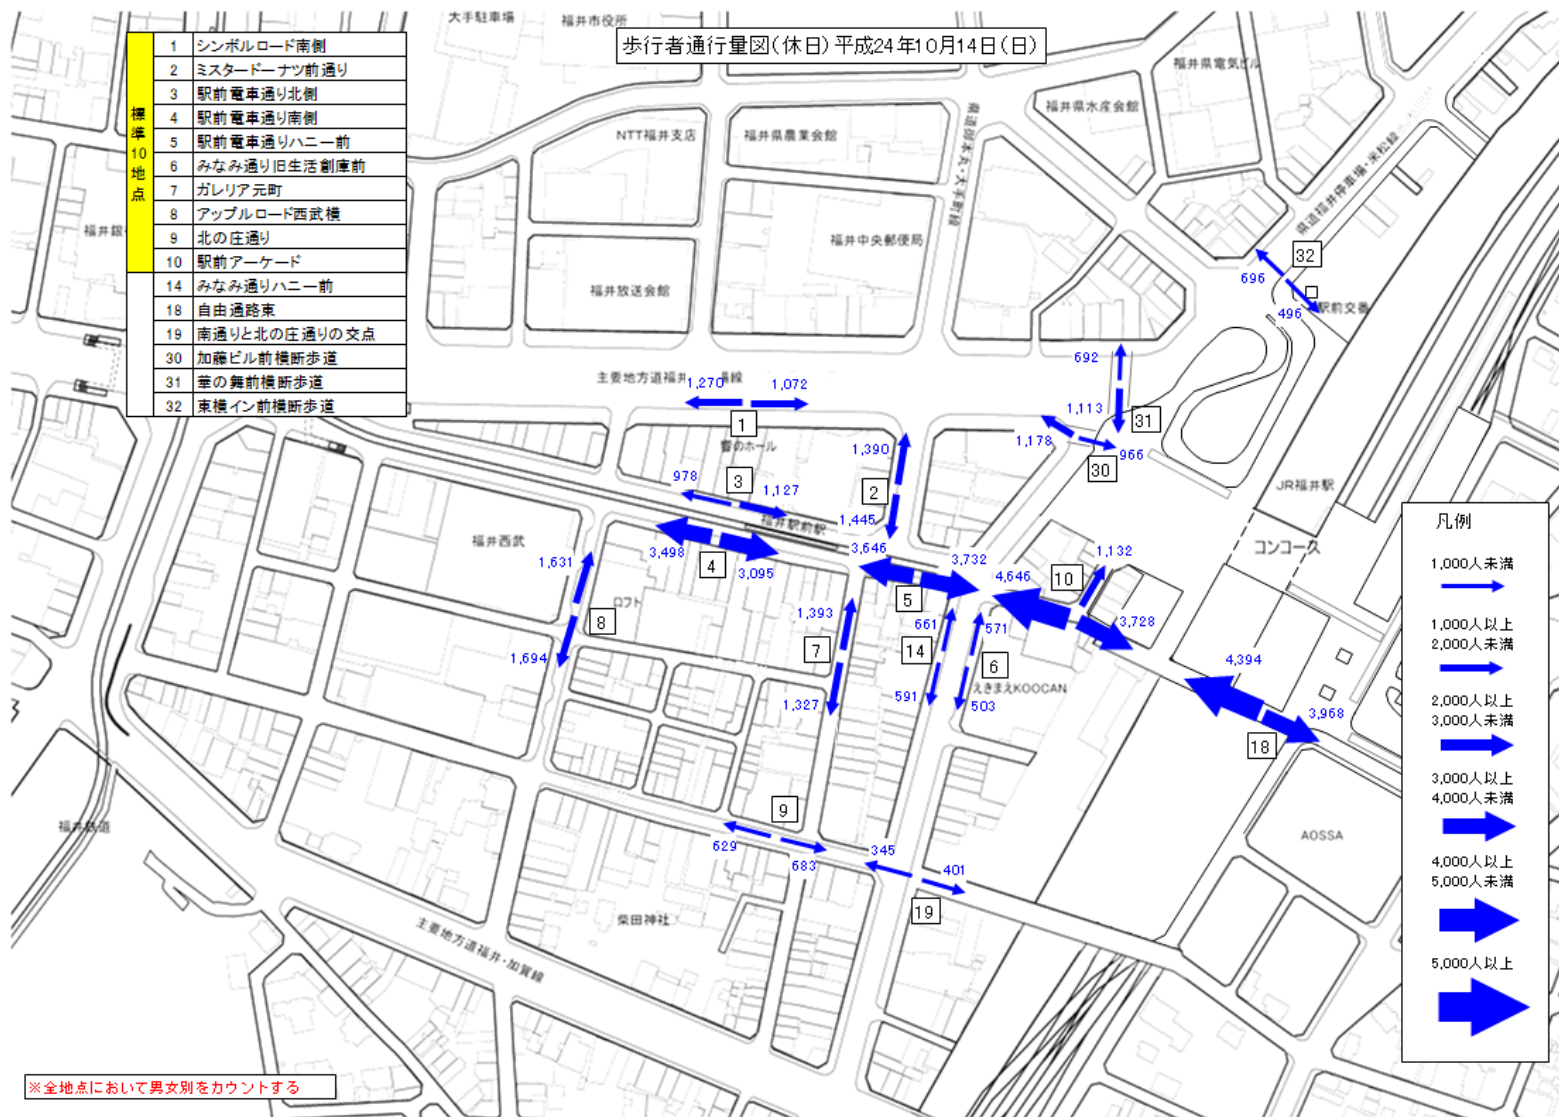 大手駐車場
福井市役所
歩行者通行量図(休日)平成24年10月14日(日)
標準10地点
1 シンボルロード南側
2 ミスタードーナツ前通り
3 駅前電車通り北側
4 駅前電車通り南側
5 駅前電車通りハニー前
6 みなみ通り旧生活創庫前
7 ガレリア元町
8 アップルロード西武横
9 北の庄通り
10 駅前アーケード
14 みなみ通りハニー前
18 自由通路東
19 南通りと北の庄通りの交点
30 加藤ビル前横断歩道
31 華の舞前横断歩道
32 東横イン前横断歩道
福井県電気ビル
福井県水産会館
NTT福井支店
福井県農業会館
県道福井停車場・米松線
福井銀
福井中央郵便局
福井放送会館
32
696
496
駅前交番
主要地方道福井
692
1,270
1,072
1
1,113
31
1,178
966
30
1,390
響のホール
978
3
1,127
2
1,445
福井駅前駅
JR福井駅
コンコース
福井西武
3,498
4
3,095
3,646
3,732
5
4,646
10
1,132
3,728
1,631
ロフト
8
1,694
1,393
7
1,327
661
14
591
571
6
503
えきまえKOOCAN
4,394
3,968
18
福井鉄道
9
629
683
345
401
19
AOSSA
柴田神社
主要地方道福井・加賀線
凡例
1,000人未満
1,000人以上
2,000人未満
2,000人以上
3,000人未満
3,000人以上
4,000人未満
4,000人以上
5,000人未満
5,000人以上
※全地点において男女別をカウントする